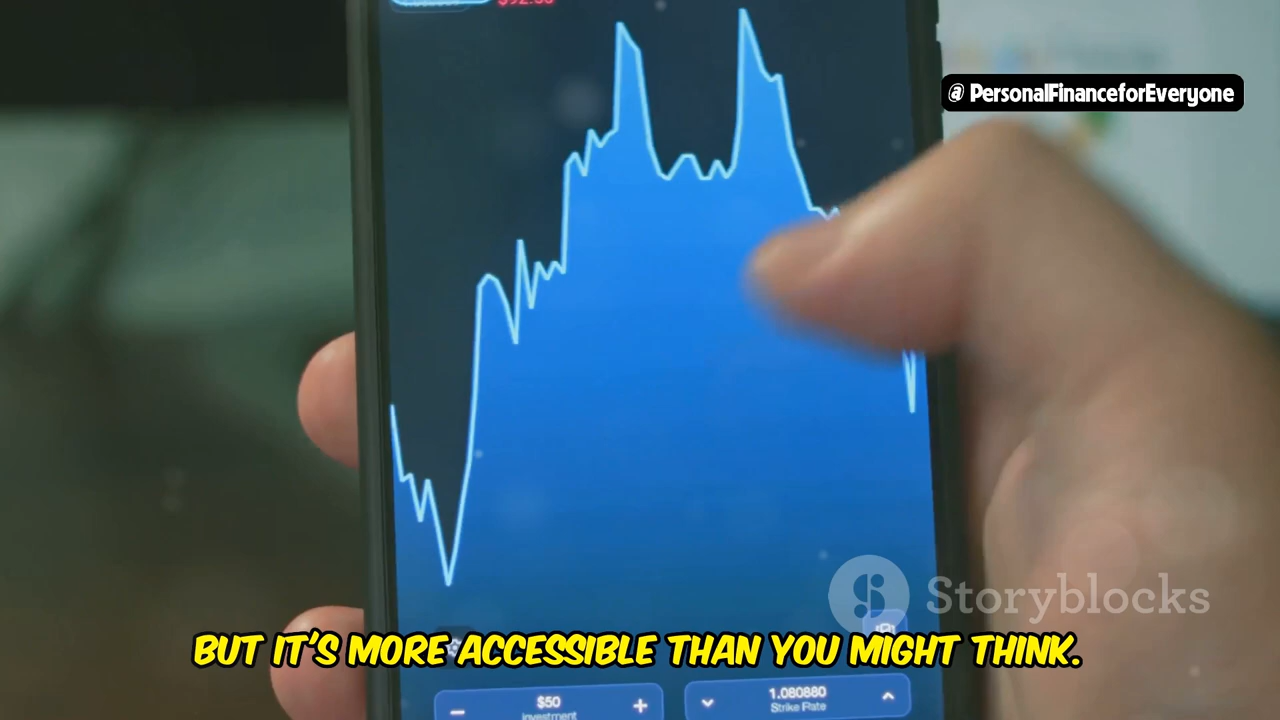 @ PersonalFinanceforEveryone
Storyblocks
BUT IT'S MORE ACCESSIBLE THAN YOU MIGHT THINK.
$50
Investment
1.080880
Strike Rate